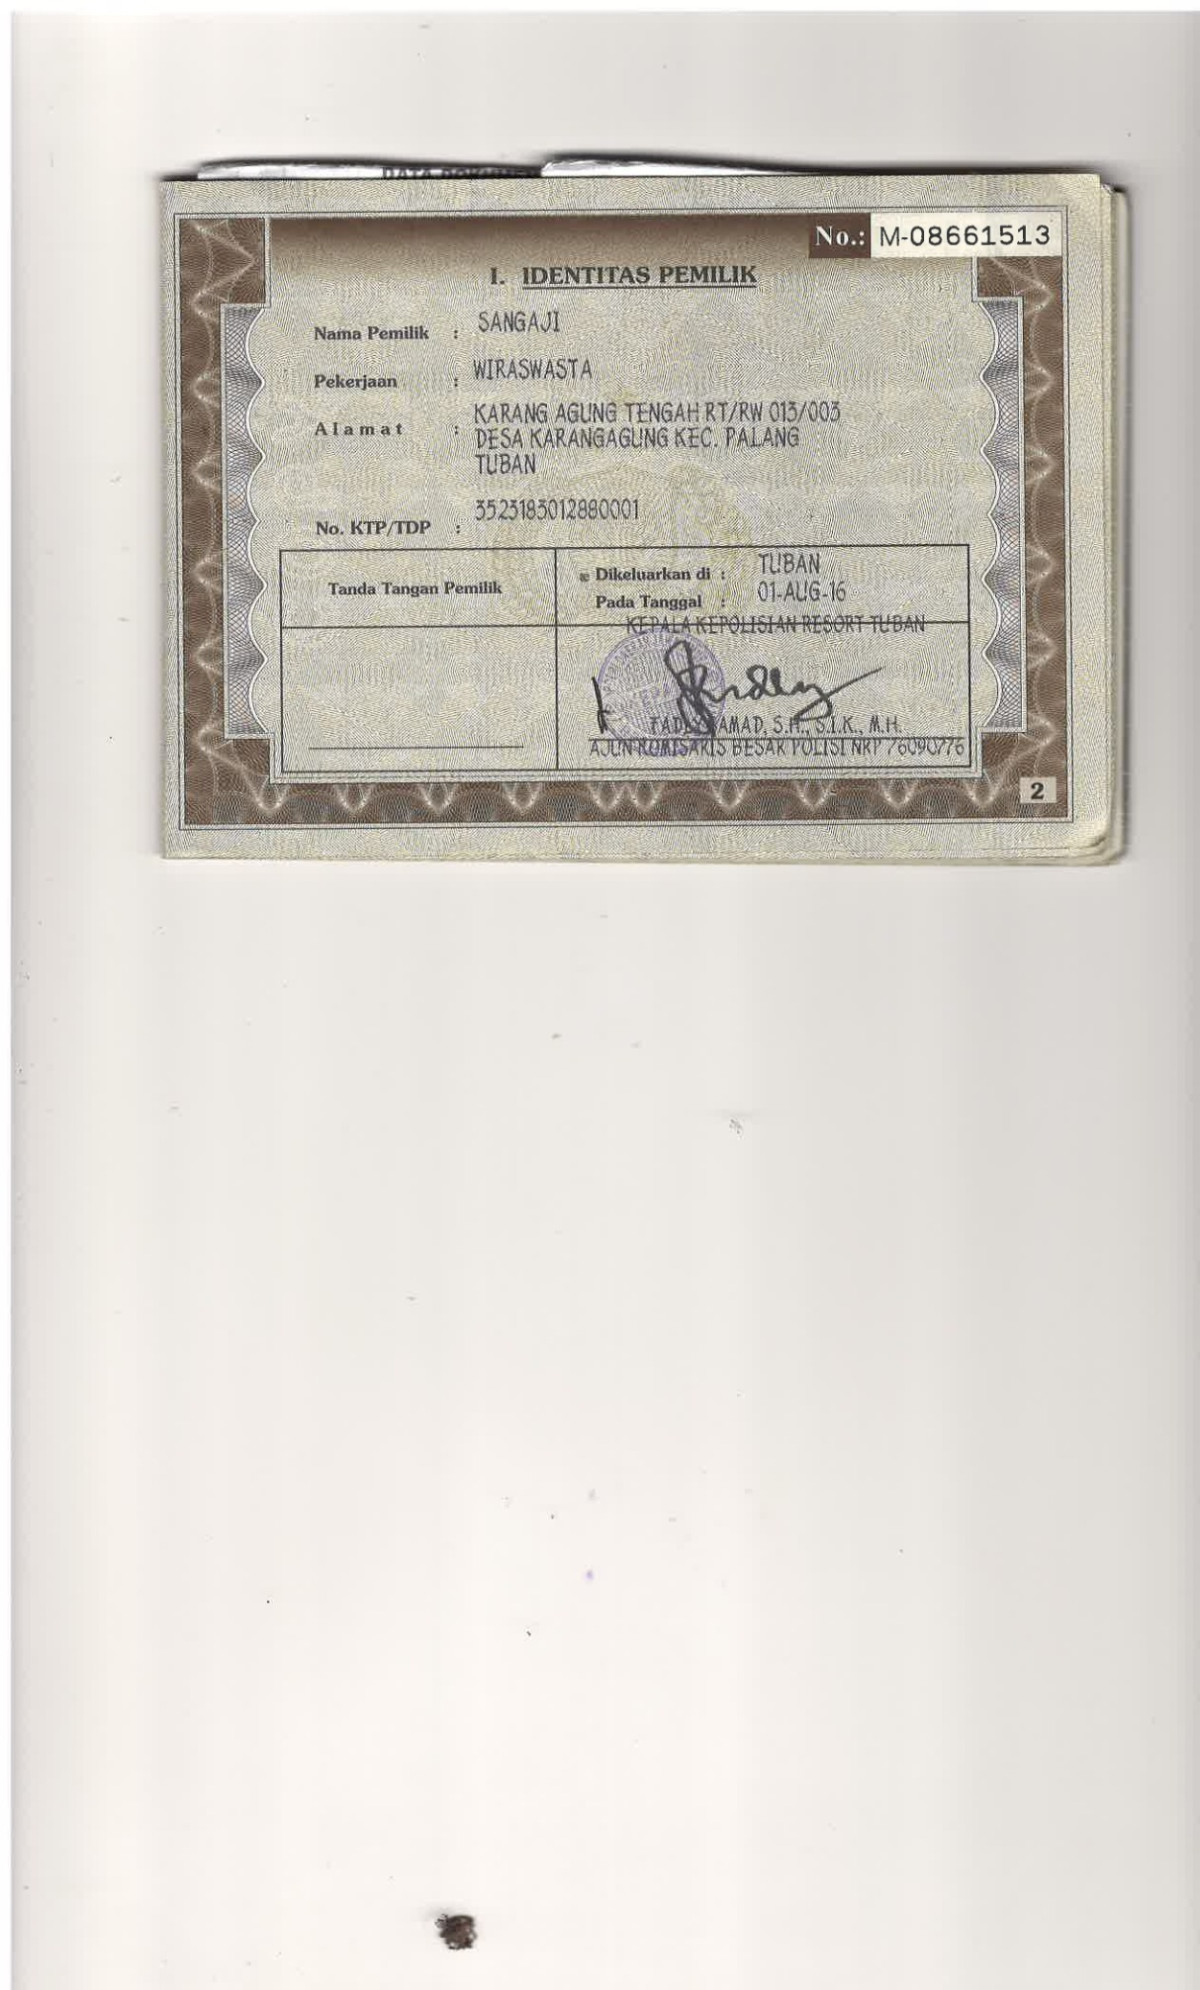 No.: M-08661513
I. IDENTITAS PEMILIK
Nama Pemilik : SANGAJI
Pekerjaan : WIRASWASTA
Alamat : KARANG AGUNG TENGAH RT/RW 013/003
DESA KARANGAGUNG KEC. PALANG
TUBAN
No. KTP/TDP : 3523183012880001
Tanda Tangan Pemilik
Dikeluarkan di : TUBAN
Pada Tanggal : 01-AUG-16
KEPALA KEPOLISIAN RESORT TUBAN
S.H., S.I.K., M.H.
AJUN KOMISARIS BESAR POLISI NRP 76090776
2